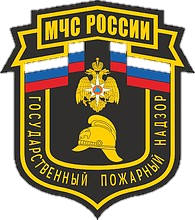 МЧС РОССИИ
ГОСУДАРСТВЕННЫЙ ПОЖАРНЫЙ НАДЗОР